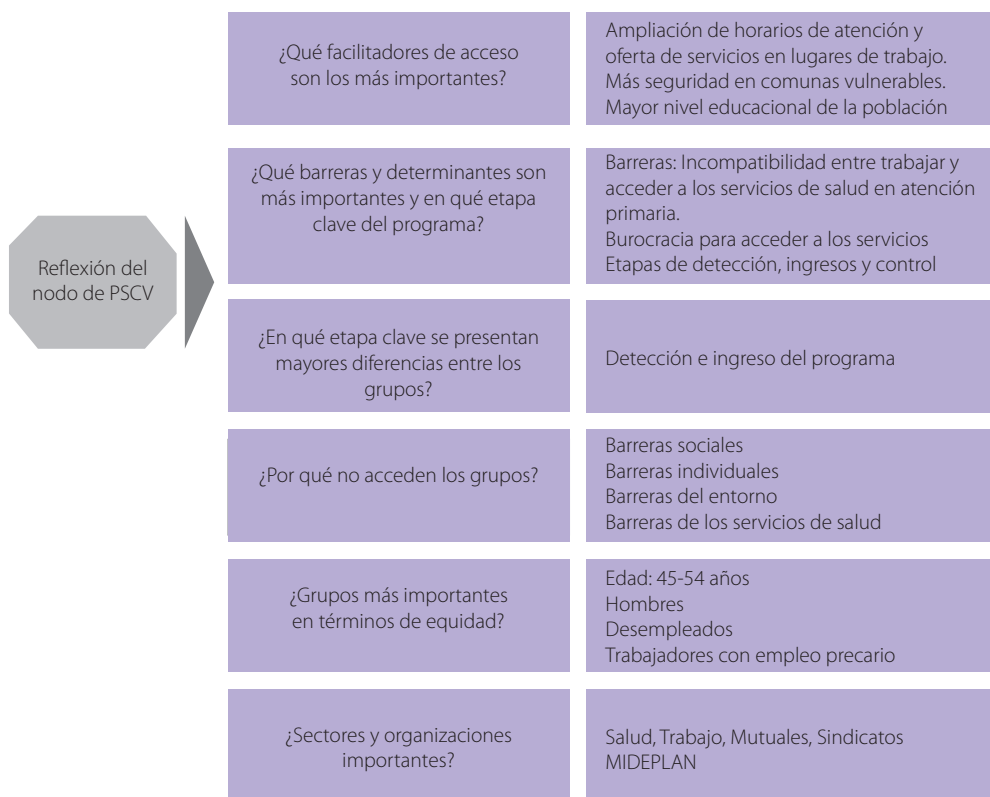 Reflexión del
nodo de PSCV
¿Qué facilitadores de acceso
son los más importantes?
Ampliación de horarios de atención y
oferta de servicios en lugares de trabajo.
Más seguridad en comunas vulnerables.
Mayor nivel educacional de la población
¿Qué barreras y determinantes son
más importantes y en qué etapa
clave del programa?
Barreras: Incompatibilidad entre trabajar y
acceder a los servicios de salud en atención
primaria.
Burocracia para acceder a los servicios
Etapas de detección, ingresos y control
¿En qué etapa clave se presentan
mayores diferencias entre los
grupos?
Detección e ingreso del programa
¿Por qué no acceden los grupos?
Barreras sociales
Barreras individuales
Barreras del entorno
Barreras de los servicios de salud
¿Grupos más importantes
en términos de equidad?
Edad: 45-54 años
Hombres
Desempleados
Trabajadores con empleo precario
¿Sectores y organizaciones
importantes?
Salud, Trabajo, Mutuales, Sindicatos
MIDEPLAN